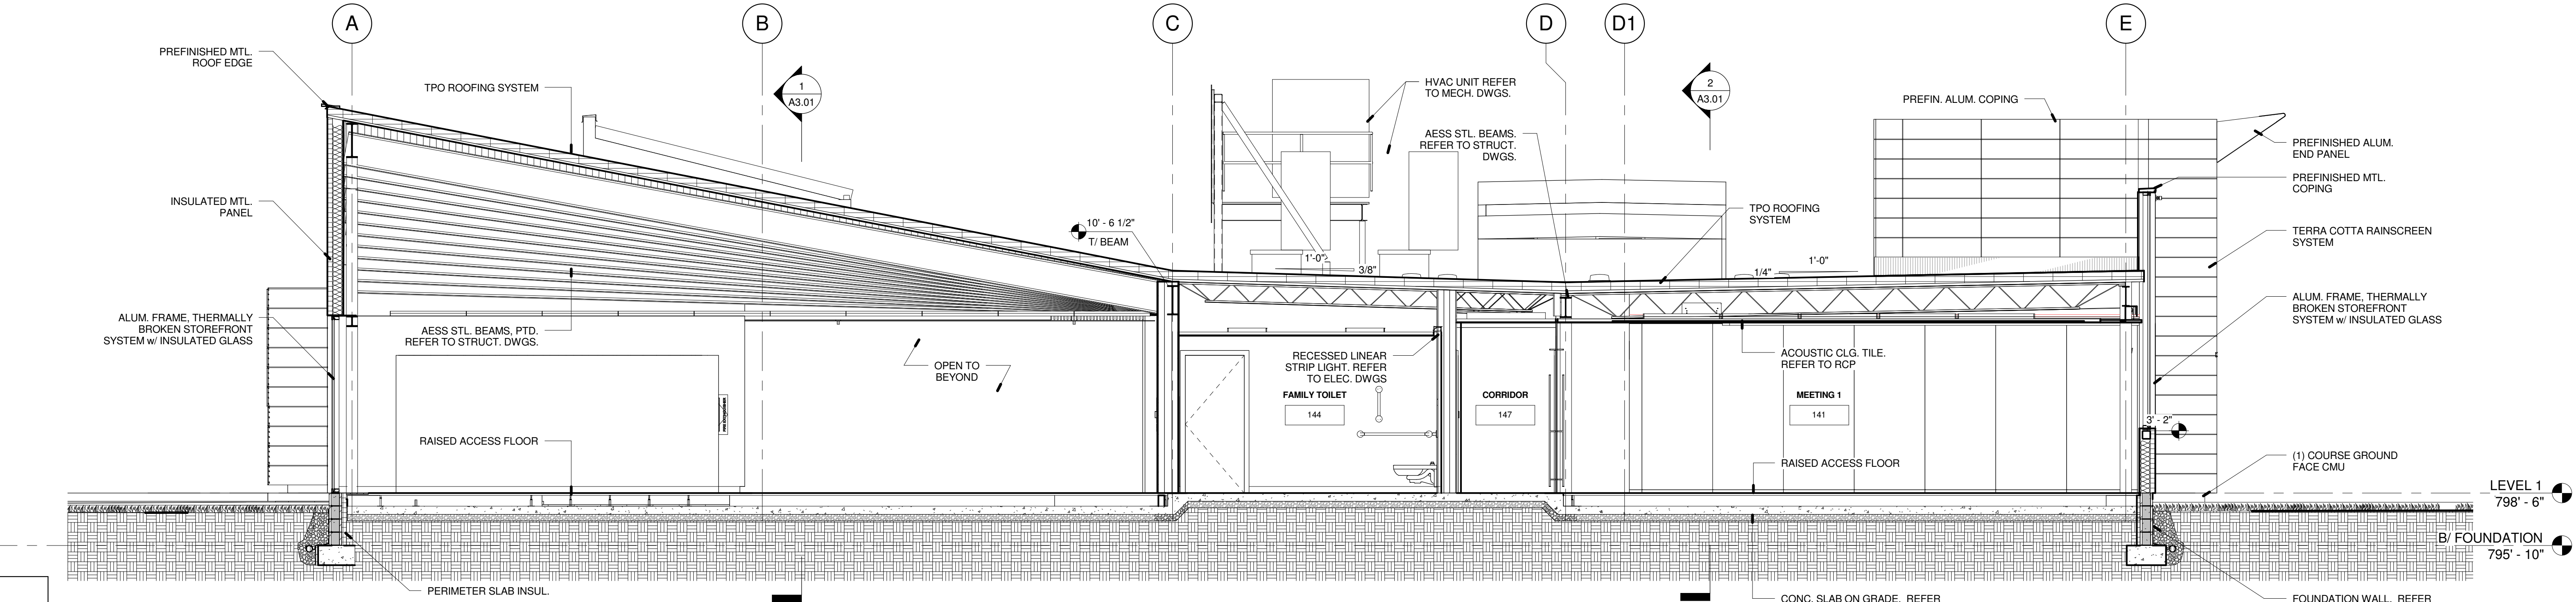 A
B
C
D
D1
E
PREFINISHED MTL.
ROOF EDGE
TPO ROOFING SYSTEM
1
A3.01
HVAC UNIT REFER
TO MECH. DWGS.
2
A3.01
PREFIN. ALUM. COPING
AESS STL. BEAMS.
REFER TO STRUCT.
DWGS.
PREFINISHED ALUM.
END PANEL
PREFINISHED MTL.
COPING
INSULATED MTL.
PANEL
TPO ROOFING
SYSTEM
10' - 6 1/2"
T/ BEAM
TERRA COTTA RAINSCREEN
SYSTEM
1'-0"
3/8"
1'-0"
1/4"
ALUM. FRAME, THERMALLY
BROKEN STOREFRONT
SYSTEM w/ INSULATED GLASS
AESS STL. BEAMS, PTD.
REFER TO STRUCT. DWGS.
OPEN TO
BEYOND
RECESSED LINEAR
STRIP LIGHT. REFER
TO ELEC. DWGS
ACOUSTIC CLG. TILE.
REFER TO RCP
ALUM. FRAME, THERMALLY
BROKEN STOREFRONT
SYSTEM w/ INSULATED GLASS
FAMILY TOILET
144
CORRIDOR
147
MEETING 1
141
3' - 2"
RAISED ACCESS FLOOR
RAISED ACCESS FLOOR
(1) COURSE GROUND
FACE CMU
LEVEL 1
798' - 6"
B/ FOUNDATION
795' - 10"
PERIMETER SLAB INSUL.
CONC. SLAB ON GRADE. REFER
FOUNDATION WALL. REFER